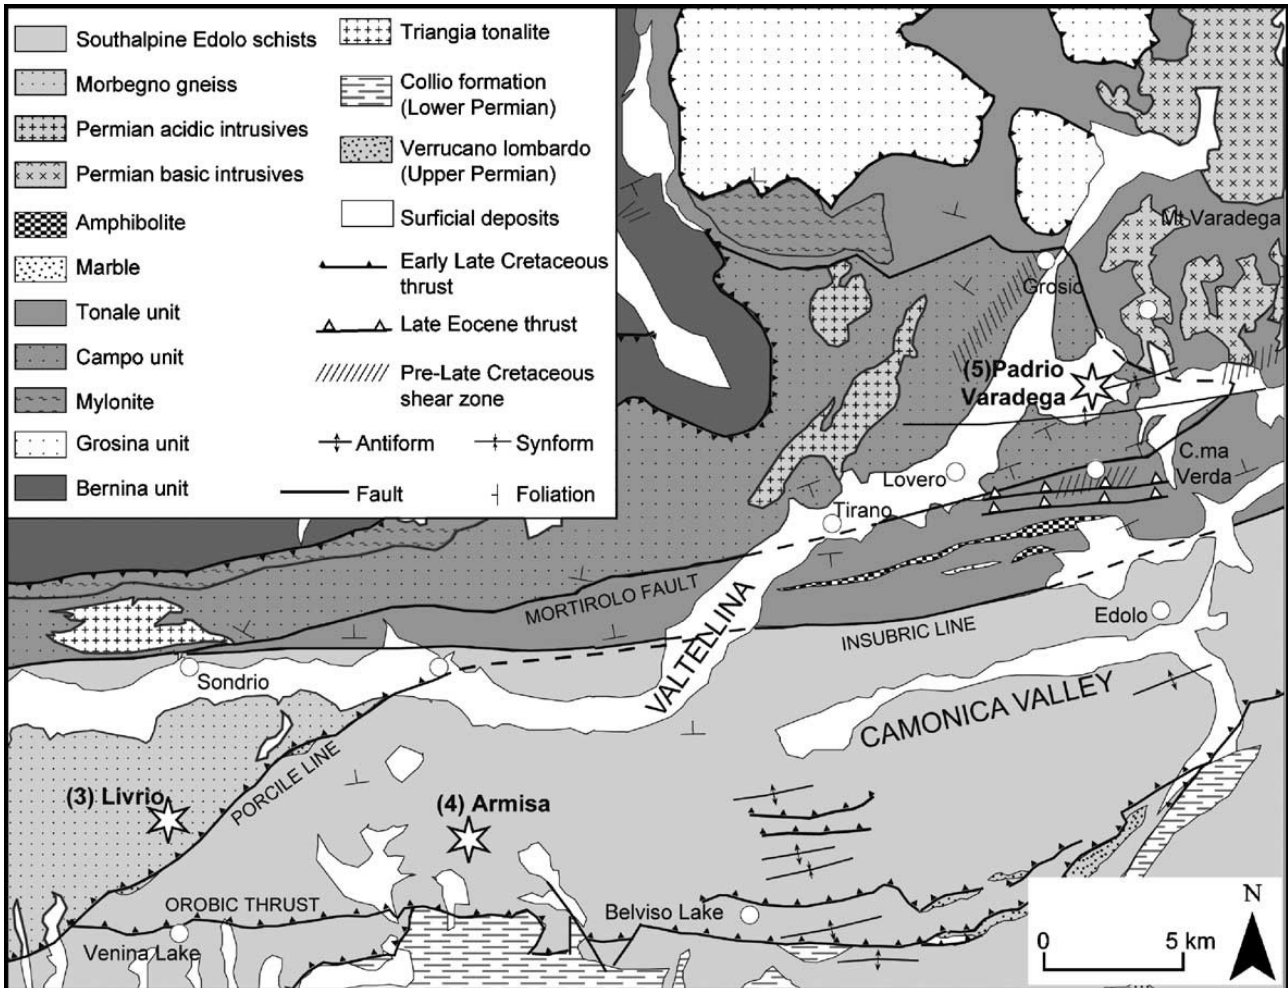 Southalpine Edolo schists
Morbegno gneiss
Permian acidic intrusives
Permian basic intrusives
Amphibolite
Marble
Tonale unit
Campo unit
Mylonite
Grosina unit
Bernina unit
Triangia tonalite
Collio formation
(Lower Permian)
Verrucano lombardo
(Upper Permian)
Surficial deposits
Early Late Cretaceous
thrust
Late Eocene thrust
Pre-Late Cretaceous
shear zone
Antiform
Synform
Fault
Foliation
Mt Varadega
Grosio
(5)Padrio
Varadega
C.ma
Verda
Lovero
Tirano
MORTIROLO FAULT
VALTELLINA
INSUBRIC LINE
Edolo
Sondrio
CAMONICA VALLEY
PORCILE LINE
(3) Livrio
(4) Armisa
OROBIC THRUST
Belviso Lake
Venina Lake
N
0
5 km